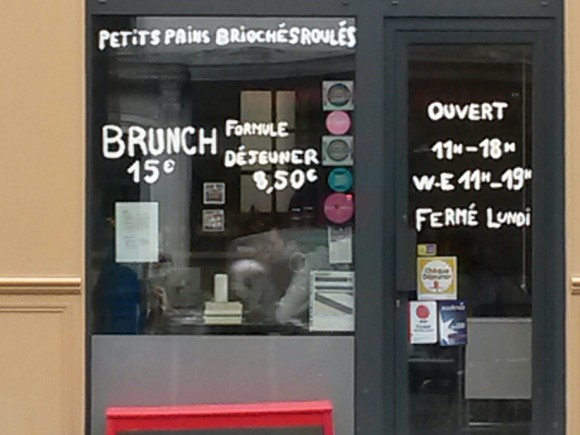 PETITS PAINS BRIOCHÉS ROULÉS
BRUNCH
15€
FORMULE
DÉJEUNER
8,50€
OUVERT
11H-18H
W-E 11H-19H
FERMÉ LUNDI
Chèque
Déjeuner